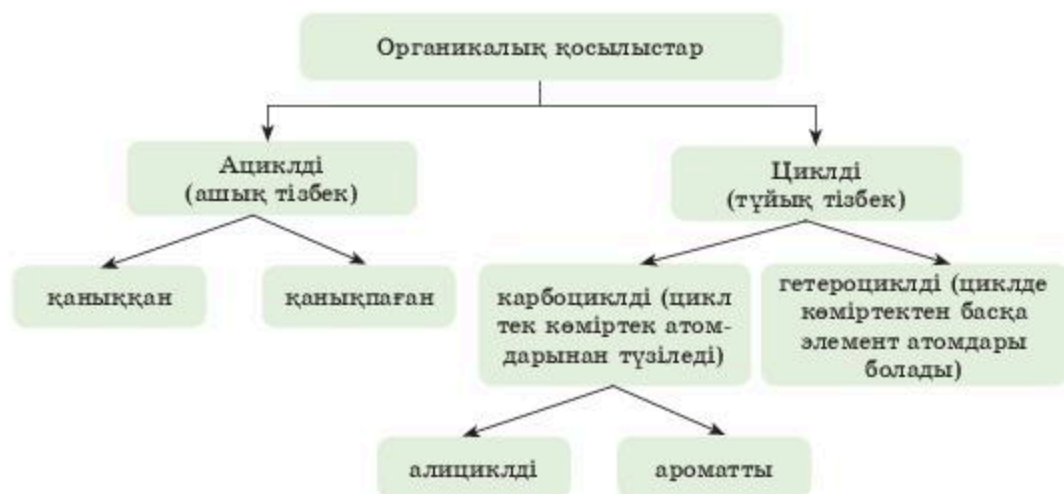 Органикалық қосылыстар
Ациклді
(ашық тізбек)
Циклді
(тұйық тізбек)
қаныққан
қанықпаған
карбоциклді (цикл
тек көміртек атом-
дарынан түзіледі)
гетероциклді (циклде
көміртектен басқа
элемент атомдары
болады)
алициклді
ароматты